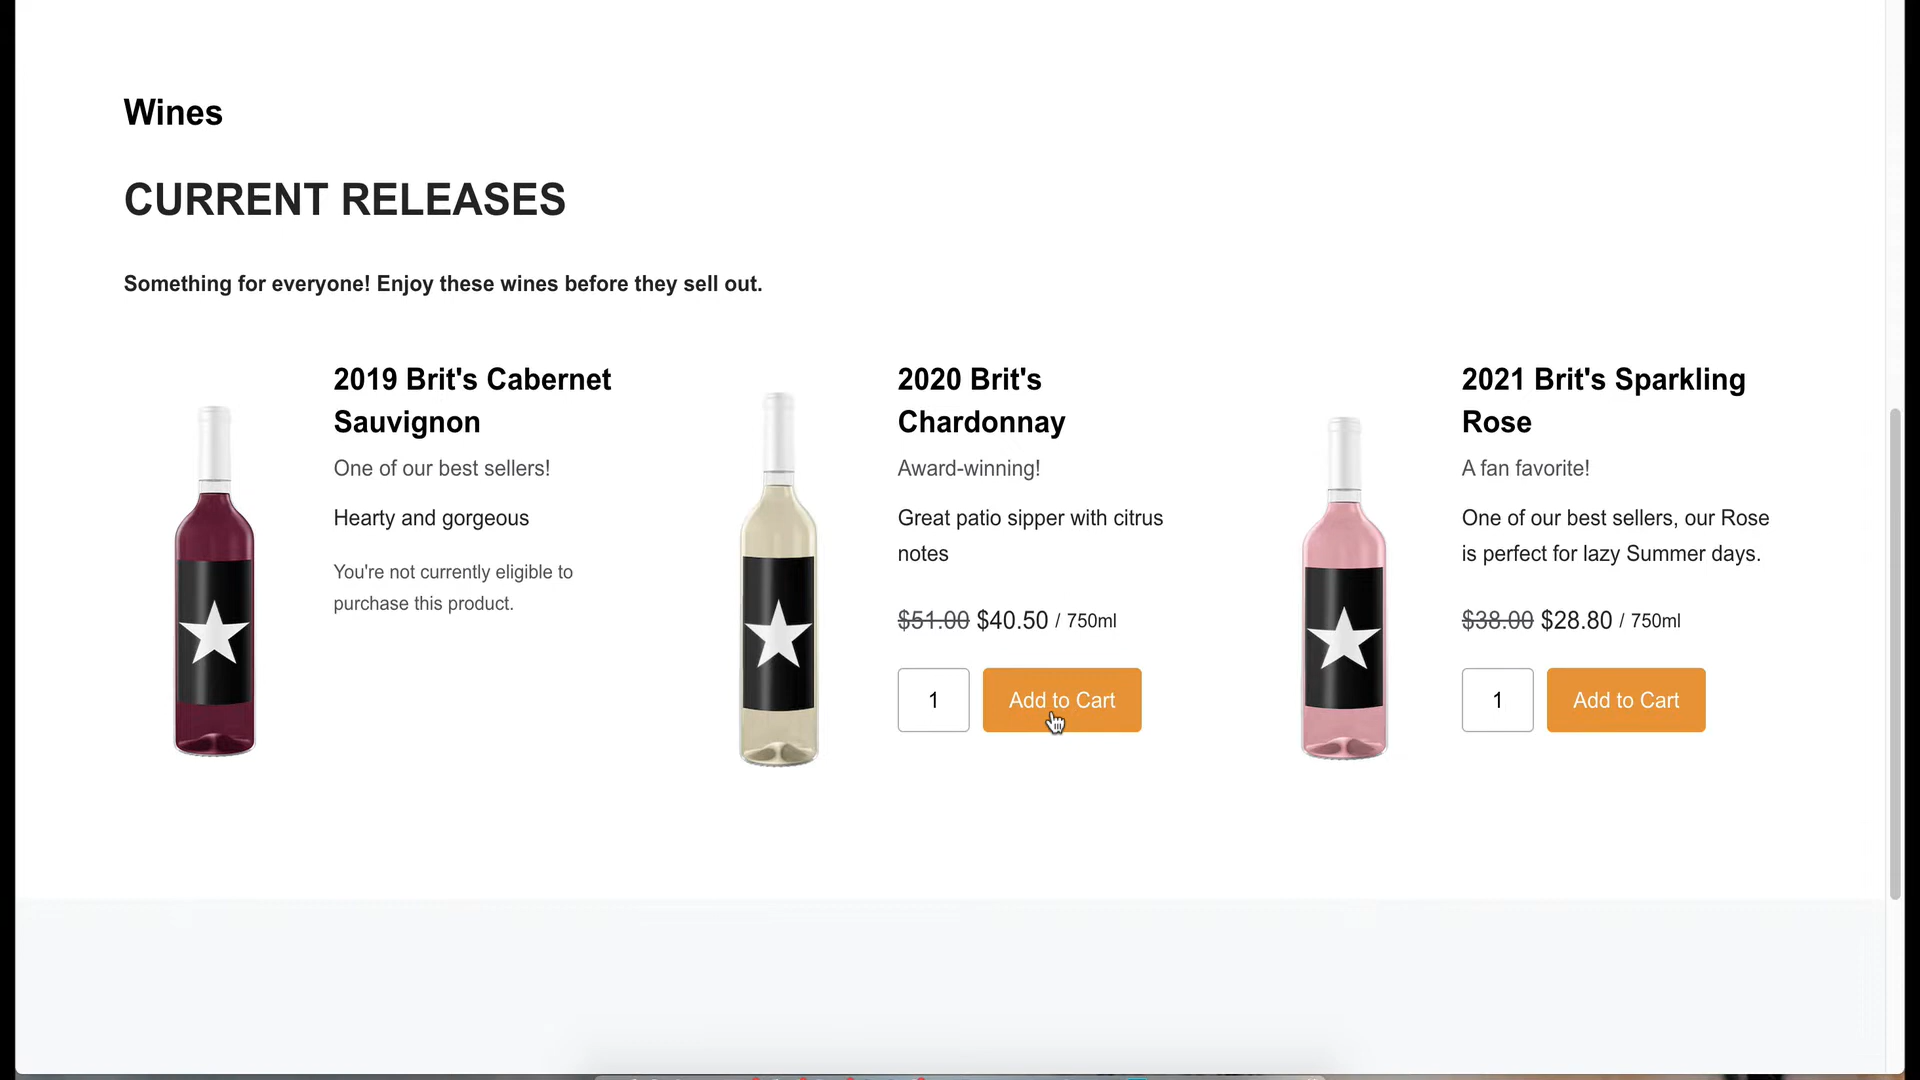 Wines
CURRENT RELEASES
Something for everyone! Enjoy these wines before they sell out.
2019 Brit's Cabernet
Sauvignon
One of our best sellers!
Hearty and gorgeous
You're not currently eligible to
purchase this product.
2020 Brit's
Chardonnay
Award-winning!
Great patio sipper with citrus
notes
$51.00 $40.50 / 750ml
1 Add to Cart
2021 Brit's Sparkling
Rose
A fan favorite!
One of our best sellers, our Rose
is perfect for lazy Summer days.
$38.00 $28.80 / 750ml
1 Add to Cart